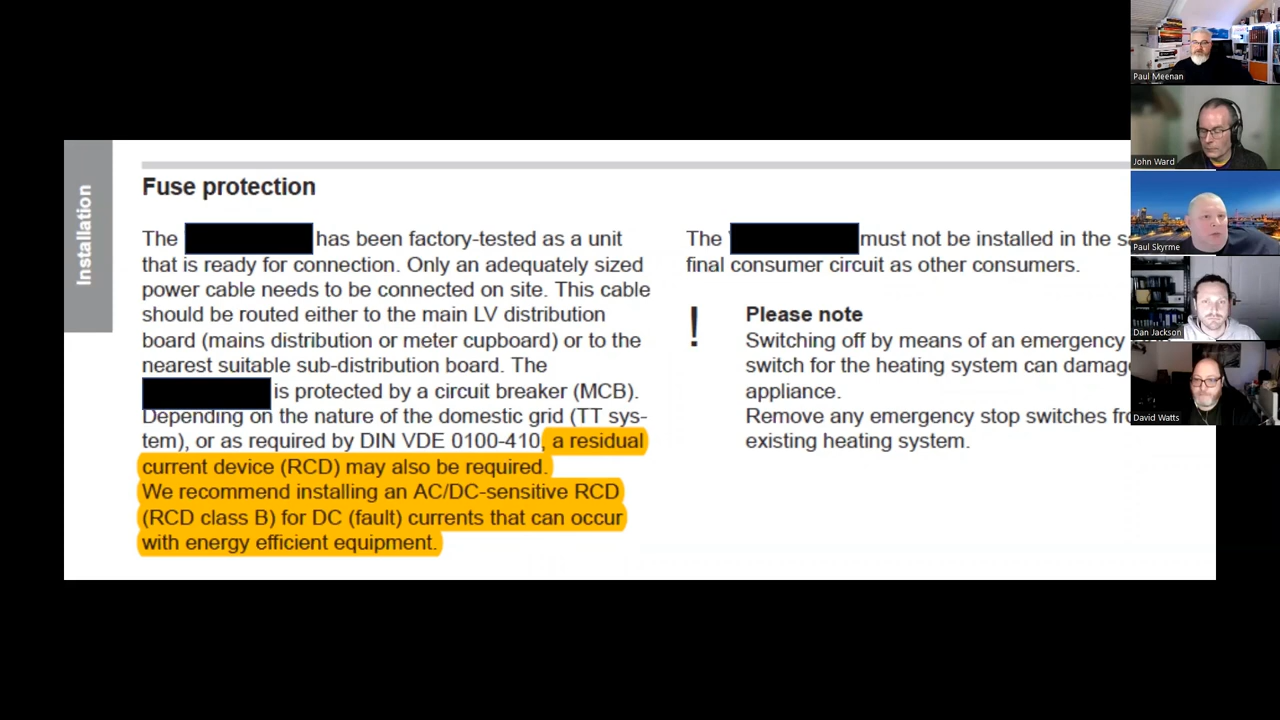 Installation
Fuse protection
The has been factory-tested as a unit
that is ready for connection. Only an adequately sized
power cable needs to be connected on site. This cable
should be routed either to the main LV distribution
board (mains distribution or meter cupboard) or to the
nearest suitable sub-distribution board. The
is protected by a circuit breaker (MCB).
Depending on the nature of the domestic grid (TT sys-
tem), or as required by DIN VDE 0100-410, a residual
current device (RCD) may also be required.
We recommend installing an AC/DC-sensitive RCD
(RCD class B) for DC (fault) currents that can occur
with energy efficient equipment.
The must not be installed in the
final consumer circuit as other consumers.
!
Please note
Switching off by means of an emergency
switch for the heating system can damage
appliance.
Remove any emergency stop switches
existing heating system.
Paul Meenan
John Ward
Paul Skyrme
Dan Jackson
David Watts